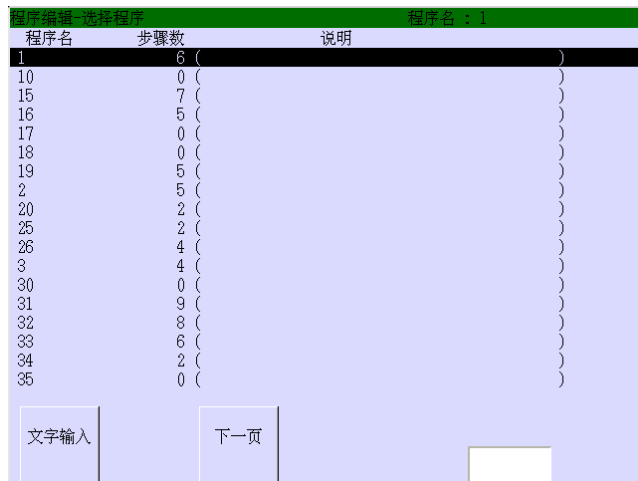 程序编辑-选择程序 程序名 : 1
程序名 步骤数 说明
1 6 ( )
10 0 ( )
15 7 ( )
16 5 ( )
17 0 ( )
18 0 ( )
19 5 ( )
2 5 ( )
20 2 ( )
25 2 ( )
26 4 ( )
3 4 ( )
30 0 ( )
31 9 ( )
32 8 ( )
33 6 ( )
34 2 ( )
35 0 ( )
文字输入 下一页